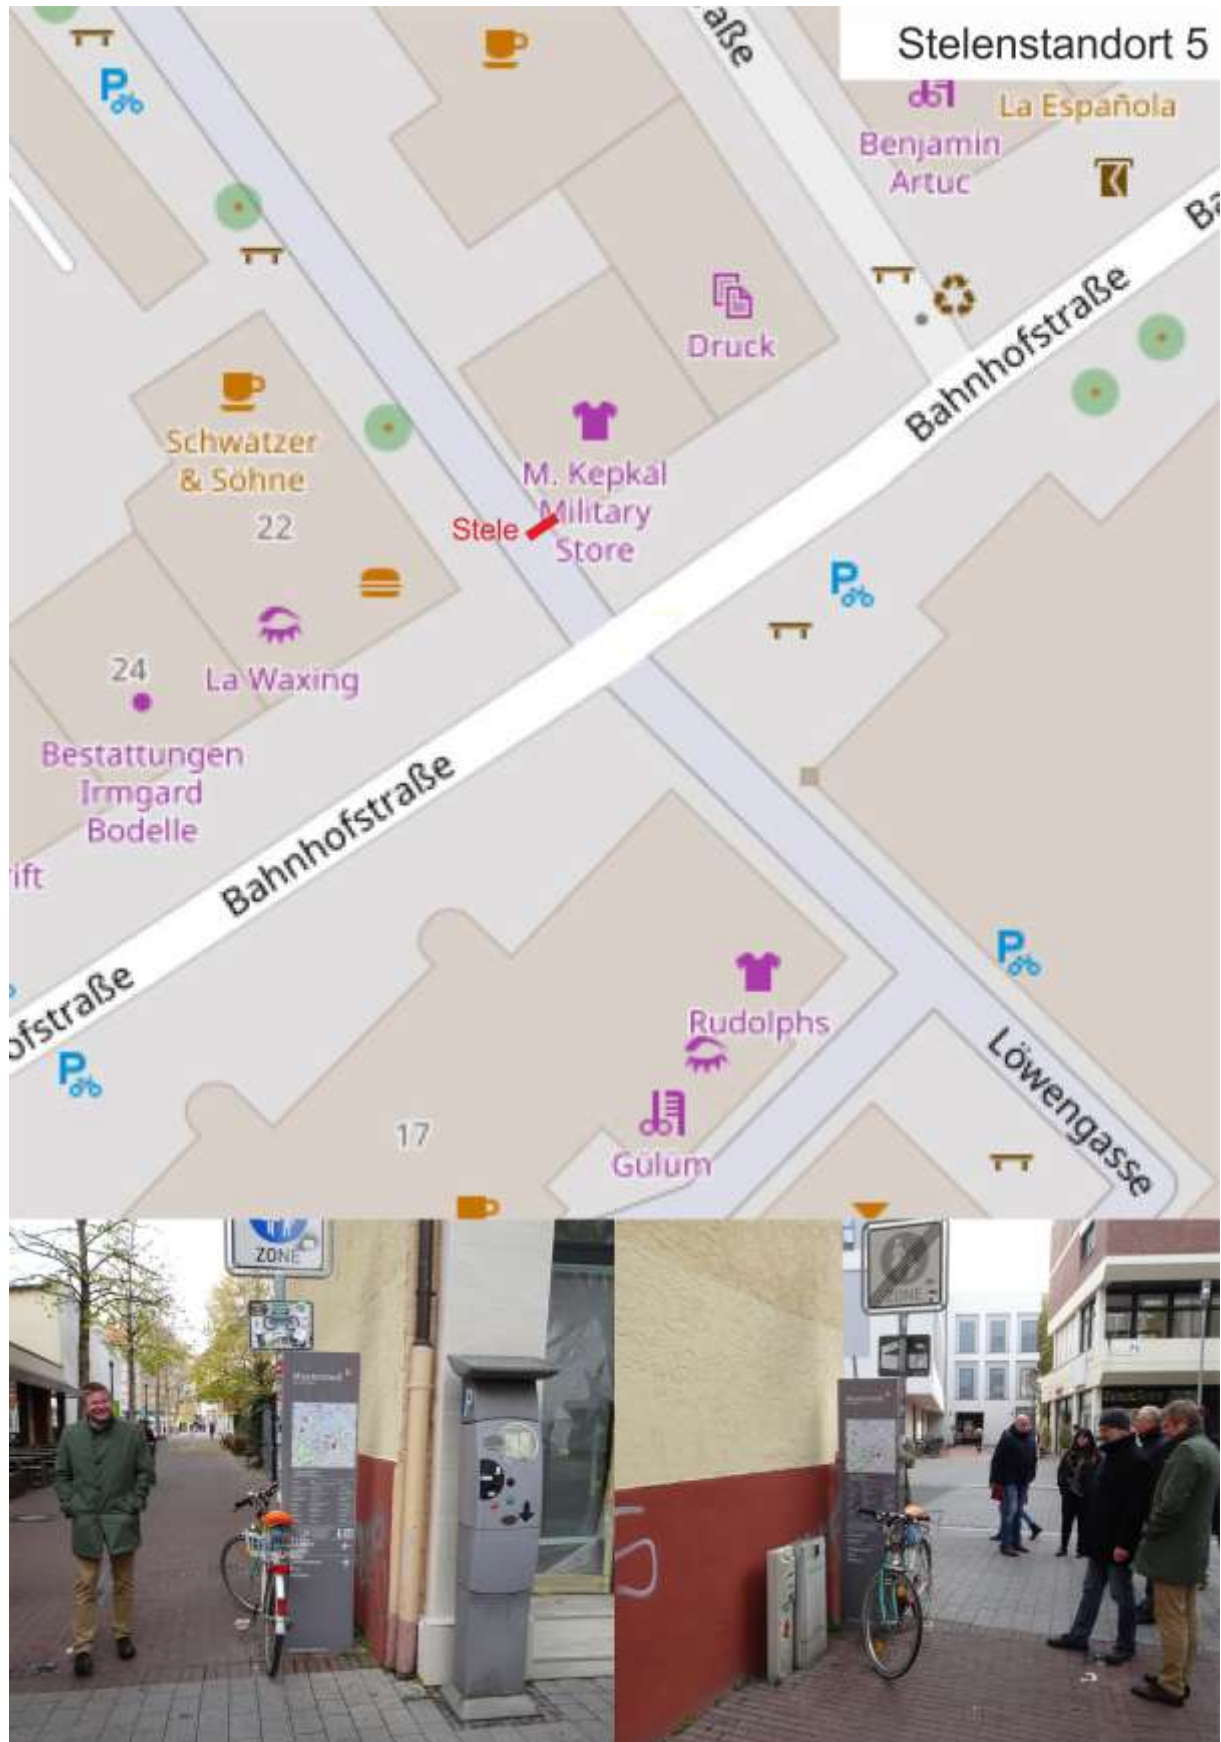 Stelenstandort 5
aße
La Española
Benjamin
Artuc
P
Ba
Bahnhofstraße
Druck
Schwätzer
& Söhne
22
M. Kepkal
Military
Store
Stele
P
La Waxing
24
Bestattungen
Irmgard
Bodelle
ift
Bahnhofstraße
ofstraße
P
P
Rudolphs
Gülüm
17
Löwengasse
ZONE
ZONE